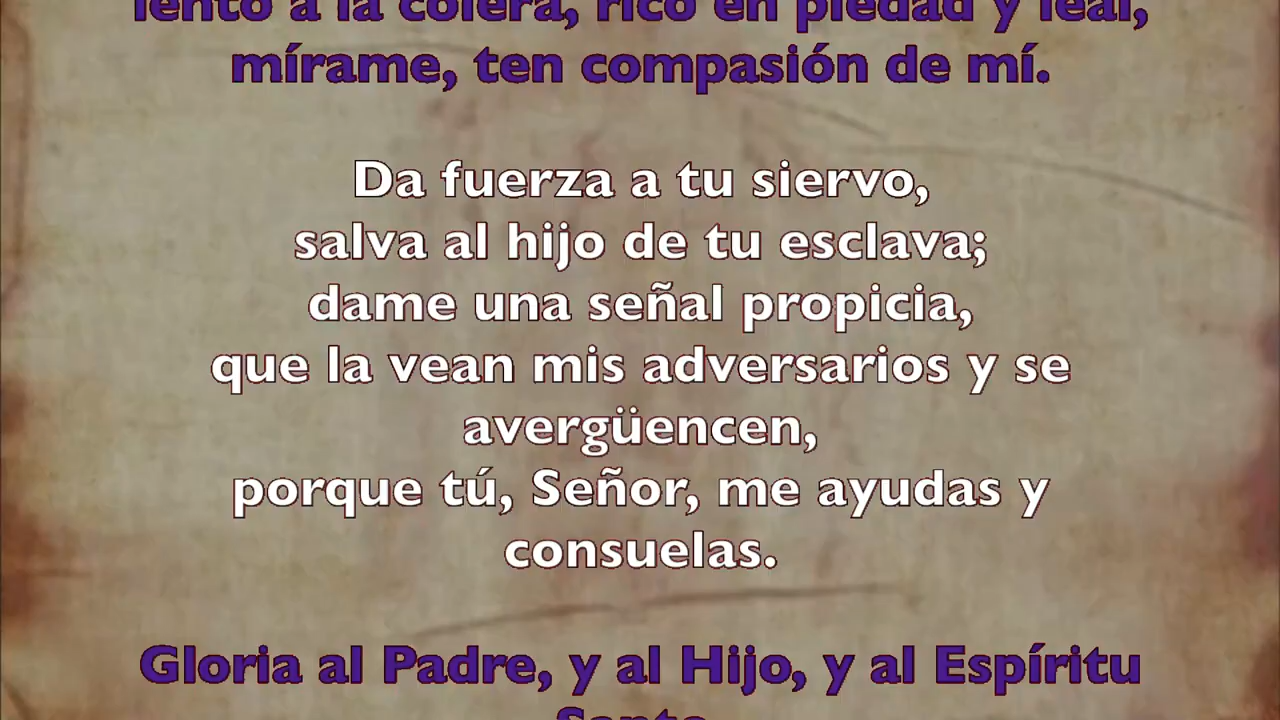 lento a la cólera, rico en piedad y leal,
mírame, ten compasión de mí.
Da fuerza a tu siervo,
salva al hijo de tu esclava;
dame una señal propicia,
que la vean mis adversarios y se
avergüencen,
porque tú, Señor, me ayudas y
consuelas.
Gloria al Padre, y al Hijo, y al Espíritu
Santo.